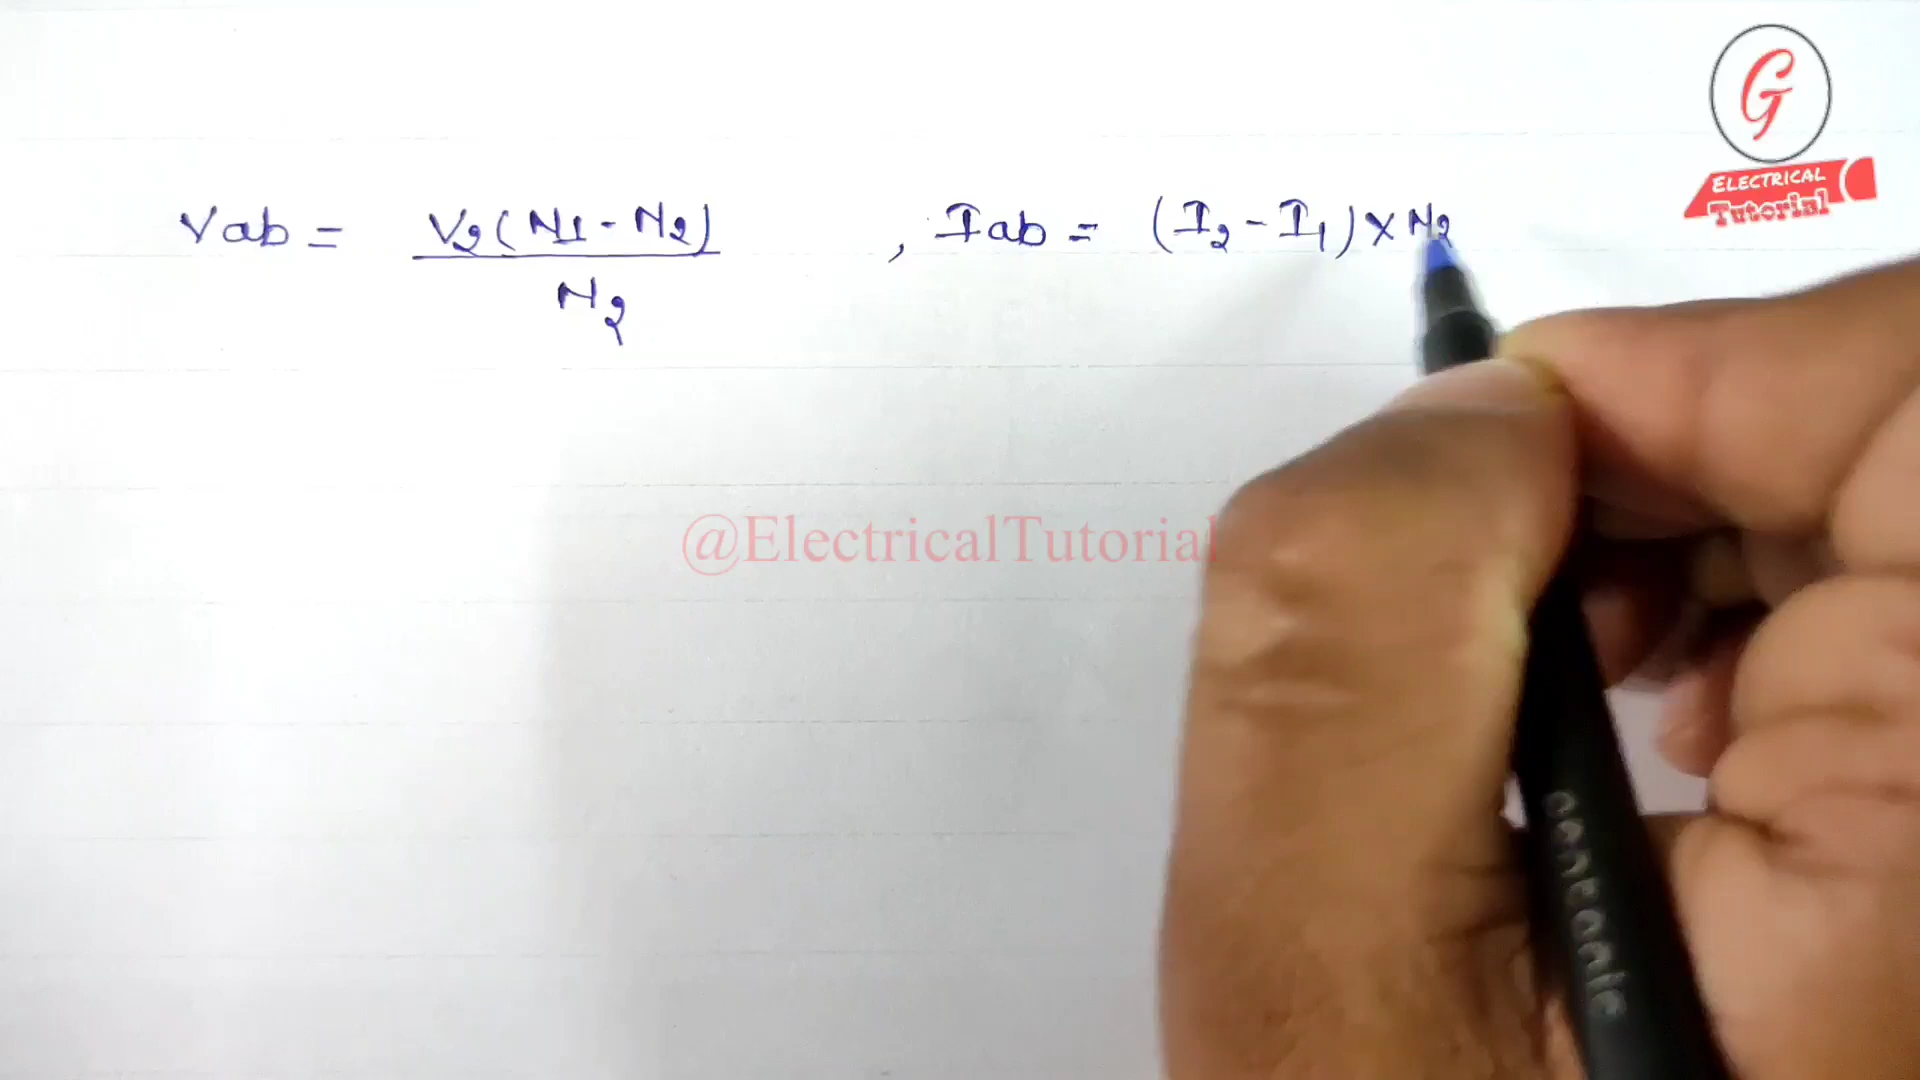 G
ELECTRICAL
Tutorial
Vab = V2(N1-N2) , Iab = (I2-I1)×N2
N2
@ElectricalTutorial